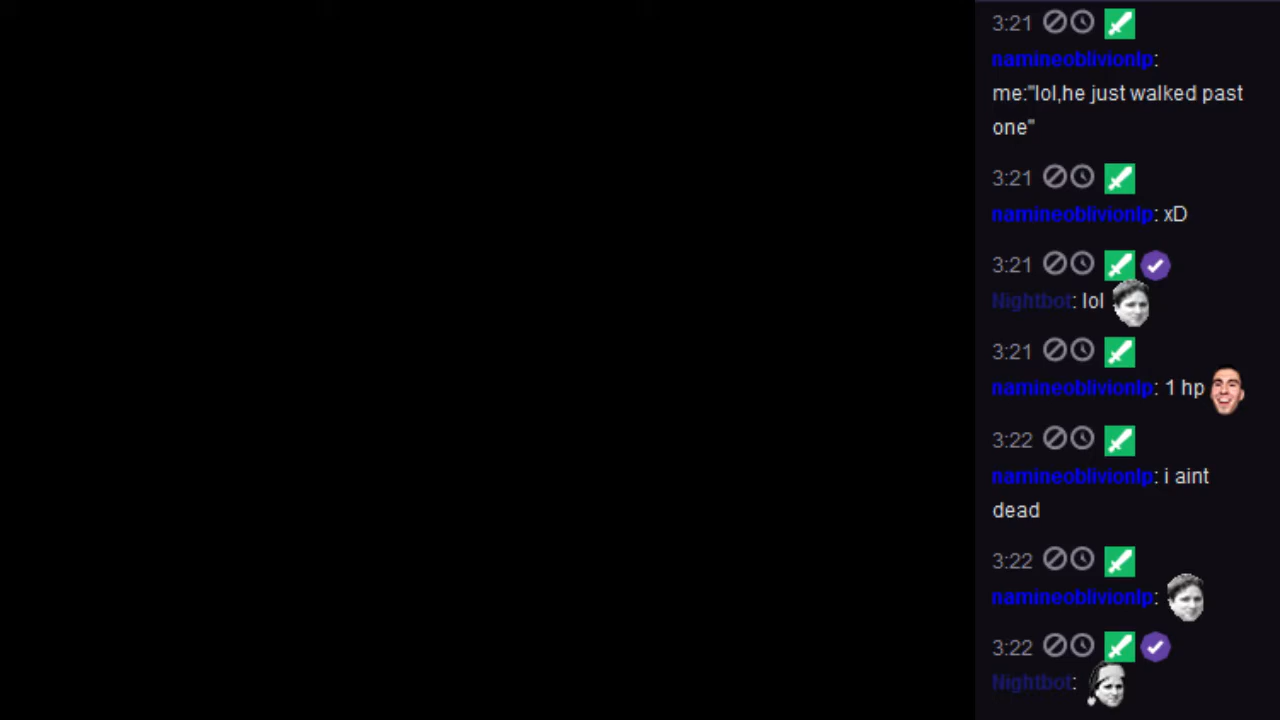 3:21
namineoblivionlp:
me:"lol,he just walked past
one"
3:21
namineoblivionlp: xD
3:21
Nightbot: lol
3:21
namineoblivionlp: 1 hp
3:22
namineoblivionlp: i aint
dead
3:22
namineoblivionlp:
3:22
Nightbot: